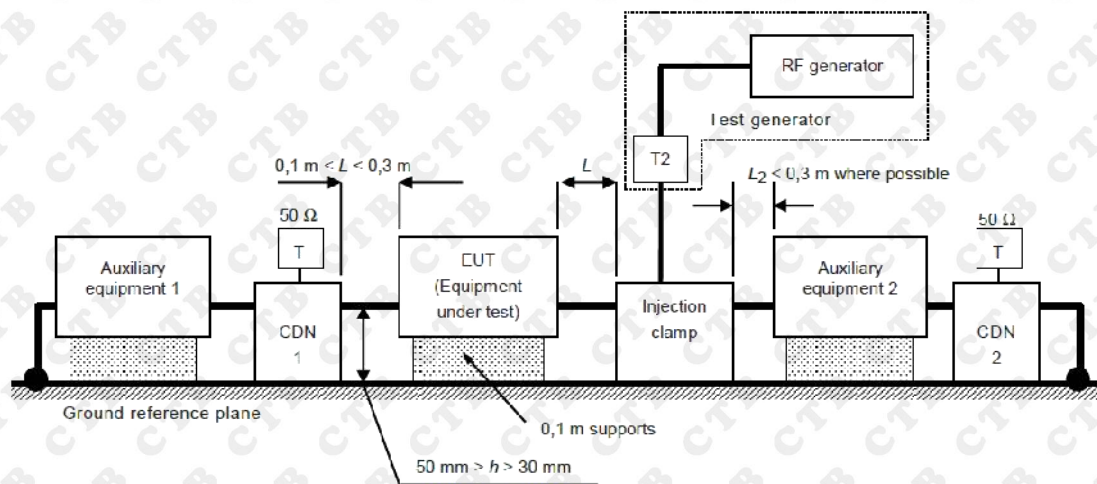 RF generator
Test generator
T2
0,1 m < L < 0,3 m
L
L2 < 0,3 m where possible
50 Ω
T
50 Ω
T
Auxiliary
equipment 1
EUT
(Equipment
under test)
Injection
clamp
Auxiliary
equipment 2
CDN
1
CDN
2
Ground reference plane
0,1 m supports
50 mm > h > 30 mm
CTB